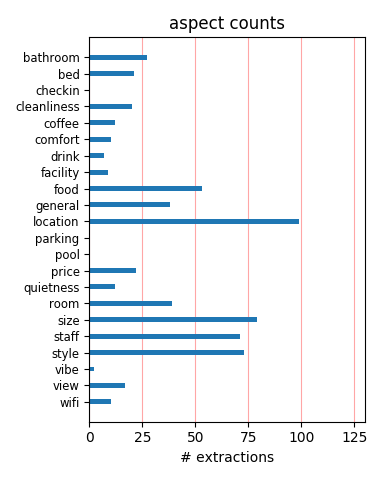 aspect counts
bathroom
bed
checkin
cleanliness
coffee
comfort
drink
facility
food
general
location
parking
pool
price
quietness
room
size
staff
style
vibe
view
wifi
0 25 50 75 100 125
# extractions